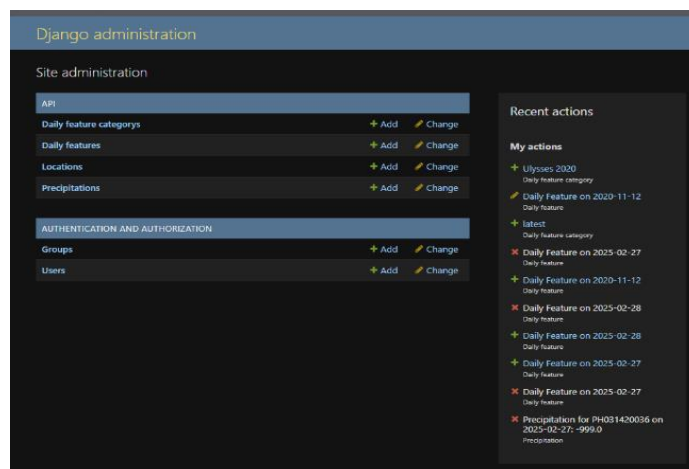 Django administration
Site administration
API
Daily feature categorys + Add Change
Daily features + Add Change
Locations + Add Change
Precipitations + Add Change
AUTHENTICATION AND AUTHORIZATION
Groups + Add Change
Users + Add Change
Recent actions
My actions
+ Ulysses 2020
Daily feature category
Daily Feature on 2020-11-12
Daily feature
+ latest
Daily feature category
Daily Feature on 2025-02-27
Daily feature
+ Daily Feature on 2020-11-12
Daily feature
Daily Feature on 2025-02-28
Daily feature
+ Daily Feature on 2025-02-28
Daily feature
+ Daily Feature on 2025-02-27
Daily feature
Daily Feature on 2025-02-27
Daily feature
Precipitation for PH031420036 on
2025-02-27: -999.0
Precipitation